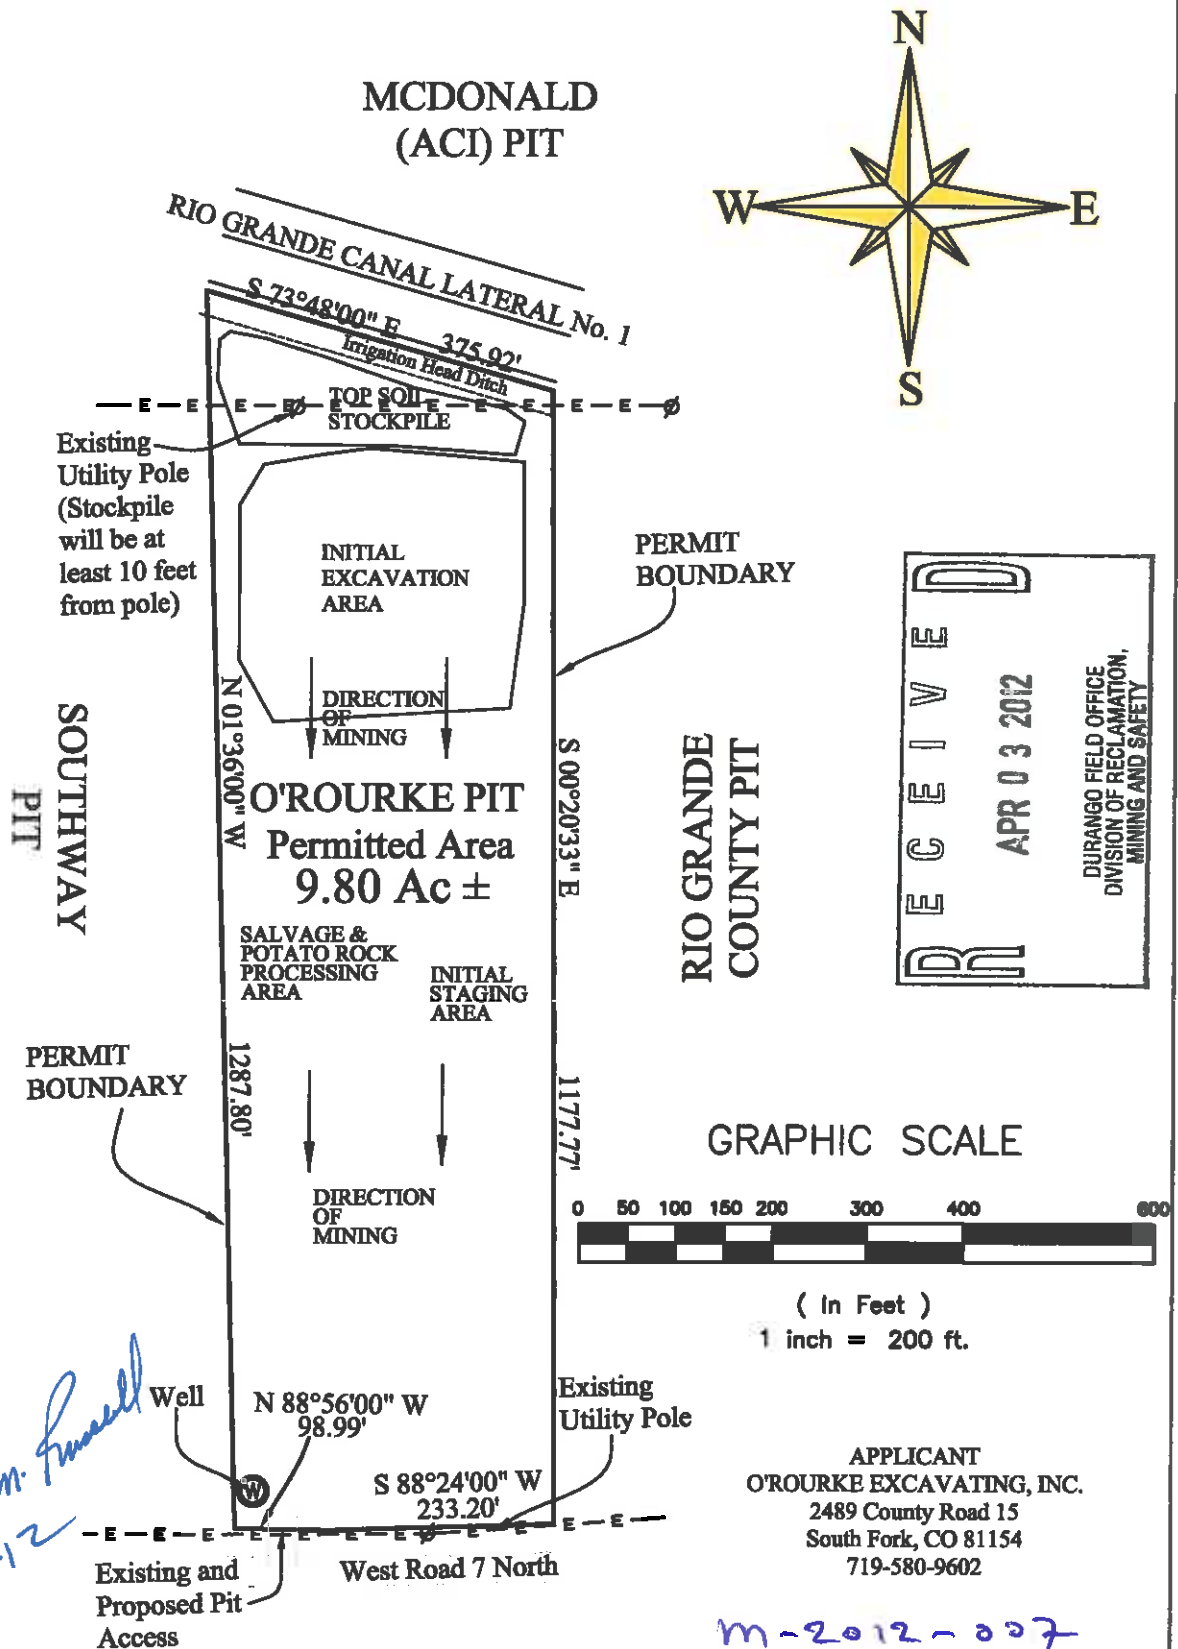 N
W
E
S
MCDONALD
(ACI) PIT
RIO GRANDE CANAL LATERAL No. 1
S 73°48'00" E 375.92'
Irrigation Head Ditch
E E E E E E E E E E
TOP SOIL
STOCKPILE
Existing
Utility Pole
(Stockpile
will be at
least 10 feet
from pole)
INITIAL
EXCAVATION
AREA
PERMIT
BOUNDARY
RECEIVED
APR 03 2012
DURANGO FIELD OFFICE
DIVISION OF RECLAMATION,
MINING AND SAFETY
DIRECTION
OF
MINING
N 01°36'00" W
S 00°20'33" E
SOUTHWAY
PIT
O'ROURKE PIT
Permitted Area
9.80 Ac ±
RIO GRANDE
COUNTY PIT
SALVAGE &
POTATO ROCK
PROCESSING
AREA
INITIAL
STAGING
AREA
PERMIT
BOUNDARY
1287.80'
1177.77'
DIRECTION
OF
MINING
GRAPHIC SCALE
0 50 100 150 200 300 400 600
( In Feet )
1 inch = 200 ft.
m. Russell
12
Well
W
N 88°56'00" W
98.99'
Existing
Utility Pole
S 88°24'00" W
233.20'
E E E E E E E E E E
Existing and
Proposed Pit
Access
West Road 7 North
APPLICANT
O'ROURKE EXCAVATING, INC.
2489 County Road 15
South Fork, CO 81154
719-580-9602
M-2012-007